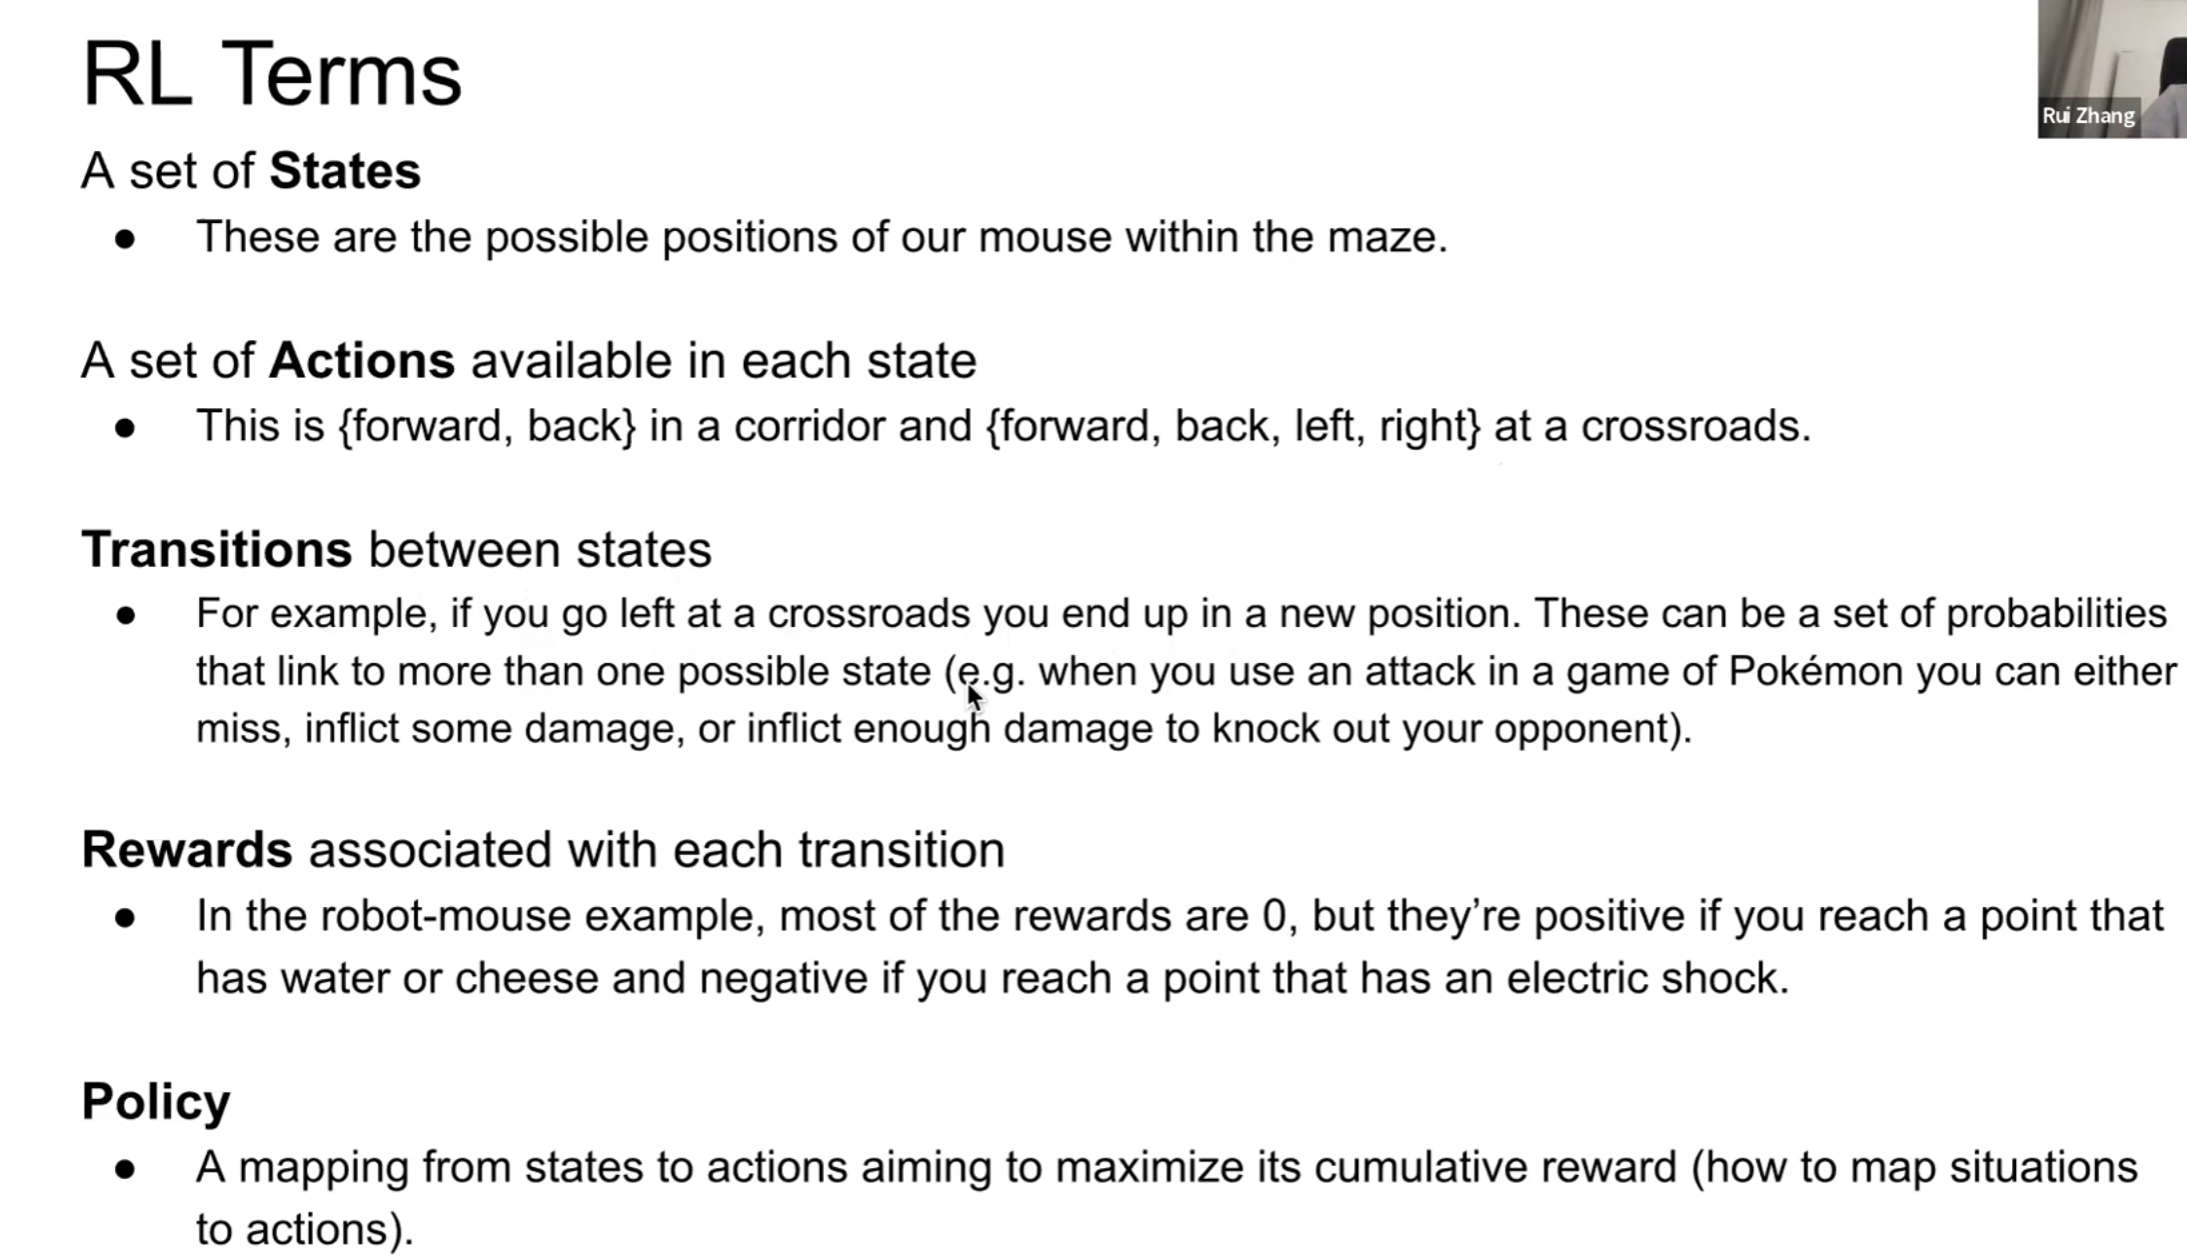 RL Terms
Rui Zhang
A set of States
● These are the possible positions of our mouse within the maze.
A set of Actions available in each state
● This is {forward, back} in a corridor and {forward, back, left, right} at a crossroads.
Transitions between states
● For example, if you go left at a crossroads you end up in a new position. These can be a set of probabilities
that link to more than one possible state (e.g. when you use an attack in a game of Pokémon you can either
miss, inflict some damage, or inflict enough damage to knock out your opponent).
Rewards associated with each transition
● In the robot-mouse example, most of the rewards are 0, but they’re positive if you reach a point that
has water or cheese and negative if you reach a point that has an electric shock.
Policy
● A mapping from states to actions aiming to maximize its cumulative reward (how to map situations
to actions).